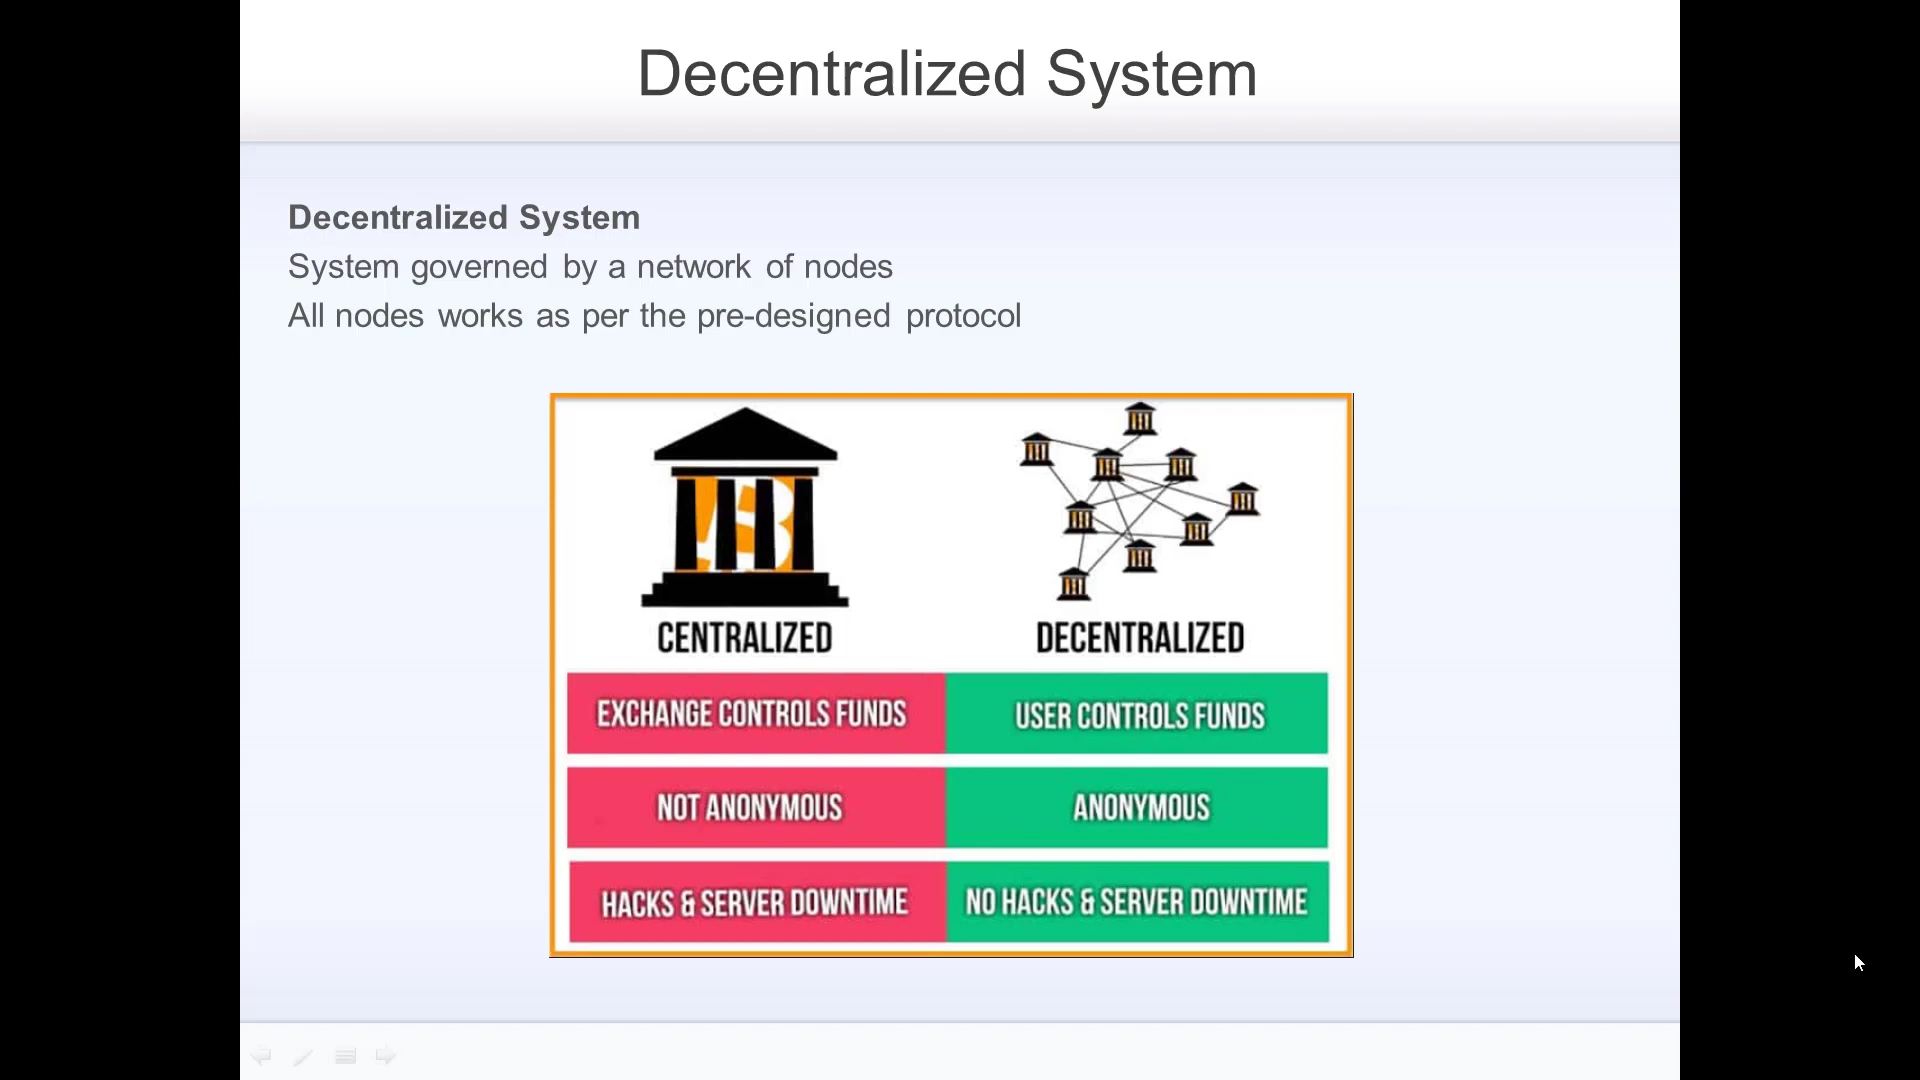 Decentralized System
Decentralized System
System governed by a network of nodes
All nodes works as per the pre-designed protocol
CENTRALIZED
DECENTRALIZED
EXCHANGE CONTROLS FUNDS
USER CONTROLS FUNDS
NOT ANONYMOUS
ANONYMOUS
HACKS & SERVER DOWNTIME
NO HACKS & SERVER DOWNTIME